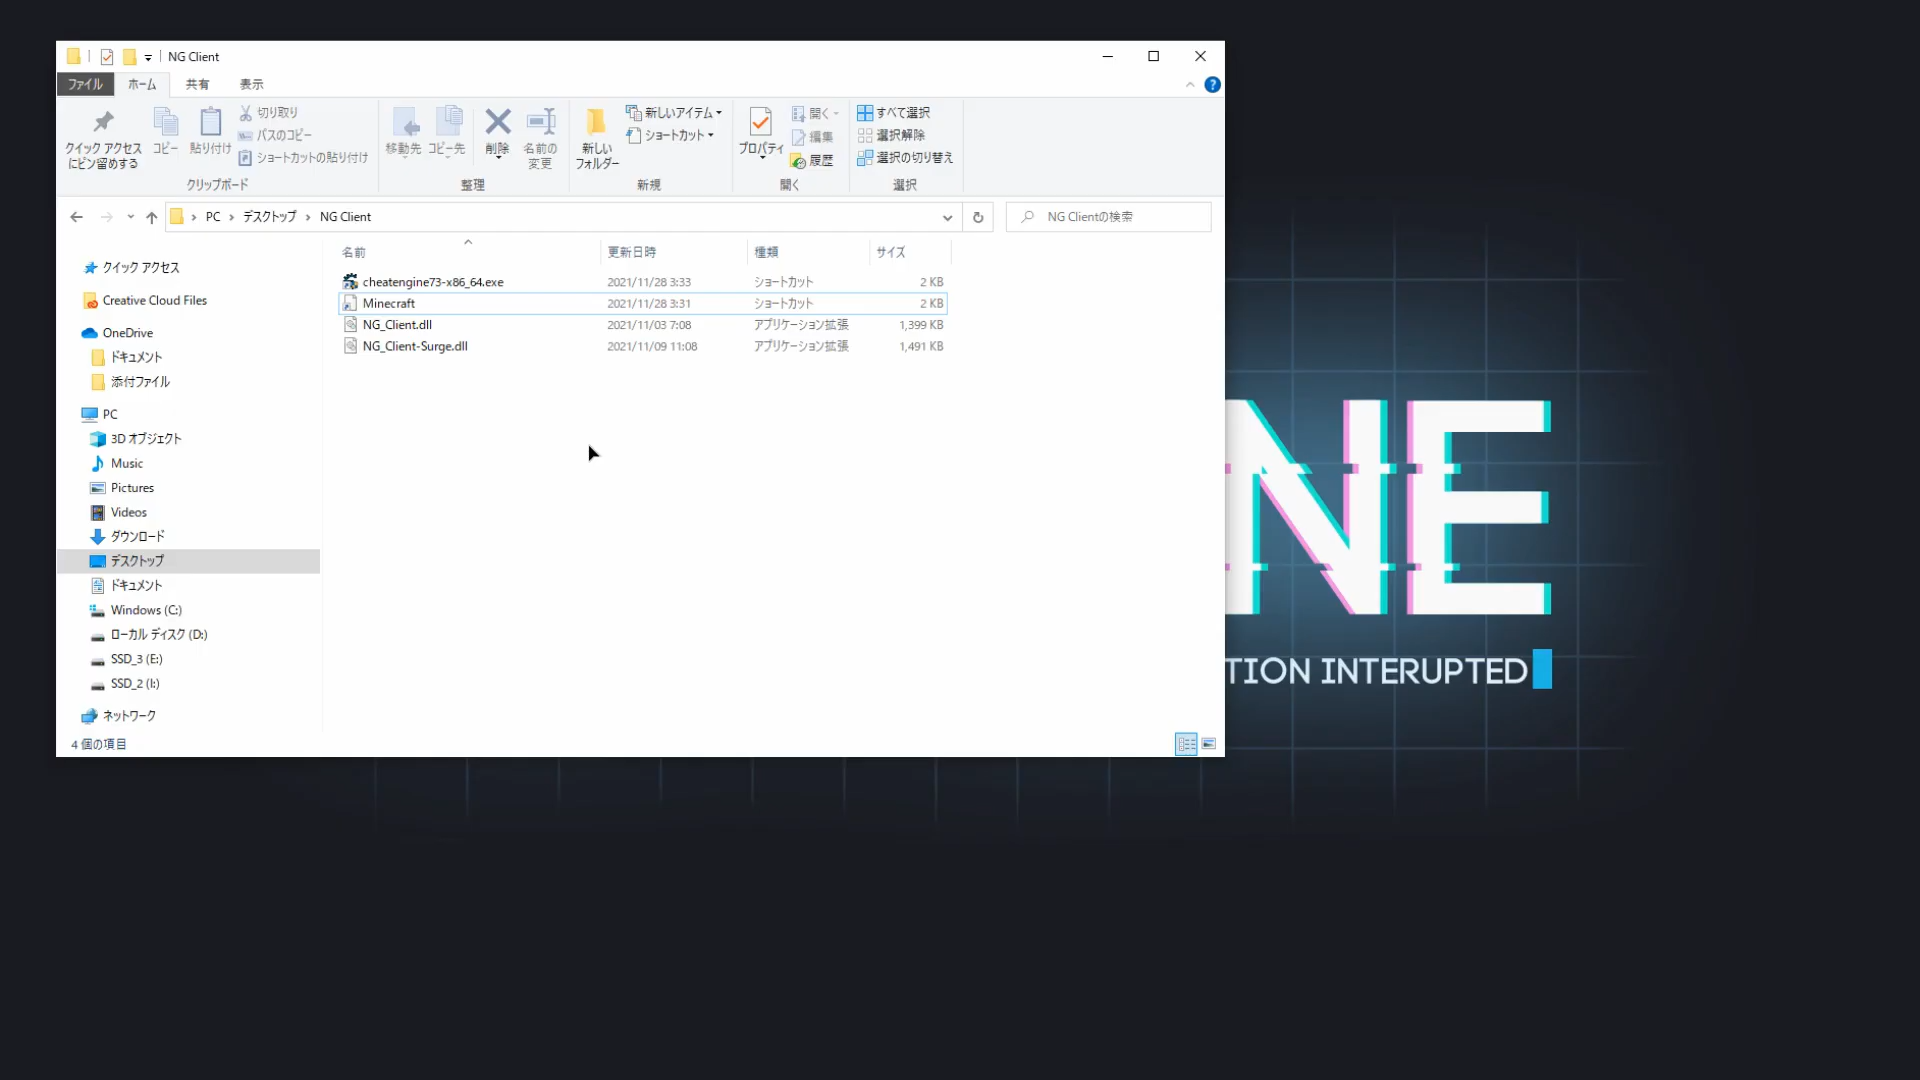 NG Client
ファイル ホーム 共有 表示
クイック アクセス
にピン留めする
コピー
貼り付け
切り取り
パスのコピー
ショートカットの貼り付け
クリップボード
移動先
コピー先
削除
名前の
変更
整理
新しい
フォルダー
新しいアイテム
ショートカット
新規
プロパティ
開く
編集
履歴
開く
すべて選択
選択解除
選択の切り替え
選択
PC › デスクトップ › NG Client
NG Clientの検索
クイック アクセス
Creative Cloud Files
OneDrive
ドキュメント
添付ファイル
PC
3D オブジェクト
Music
Pictures
Videos
ダウンロード
デスクトップ
ドキュメント
Windows (C:)
ローカル ディスク (D:)
SSD_3 (E:)
SSD_2 (I:)
ネットワーク
名前 更新日時 種類 サイズ
cheatengine73-x86_64.exe 2021/11/28 3:33 ショートカット 2 KB
Minecraft 2021/11/28 3:31 ショートカット 2 KB
NG_Client.dll 2021/11/03 7:08 アプリケーション拡張 1,399 KB
NG_Client-Surge.dll 2021/11/09 11:08 アプリケーション拡張 1,491 KB
4 個の項目
NE
TION INTERUPTED